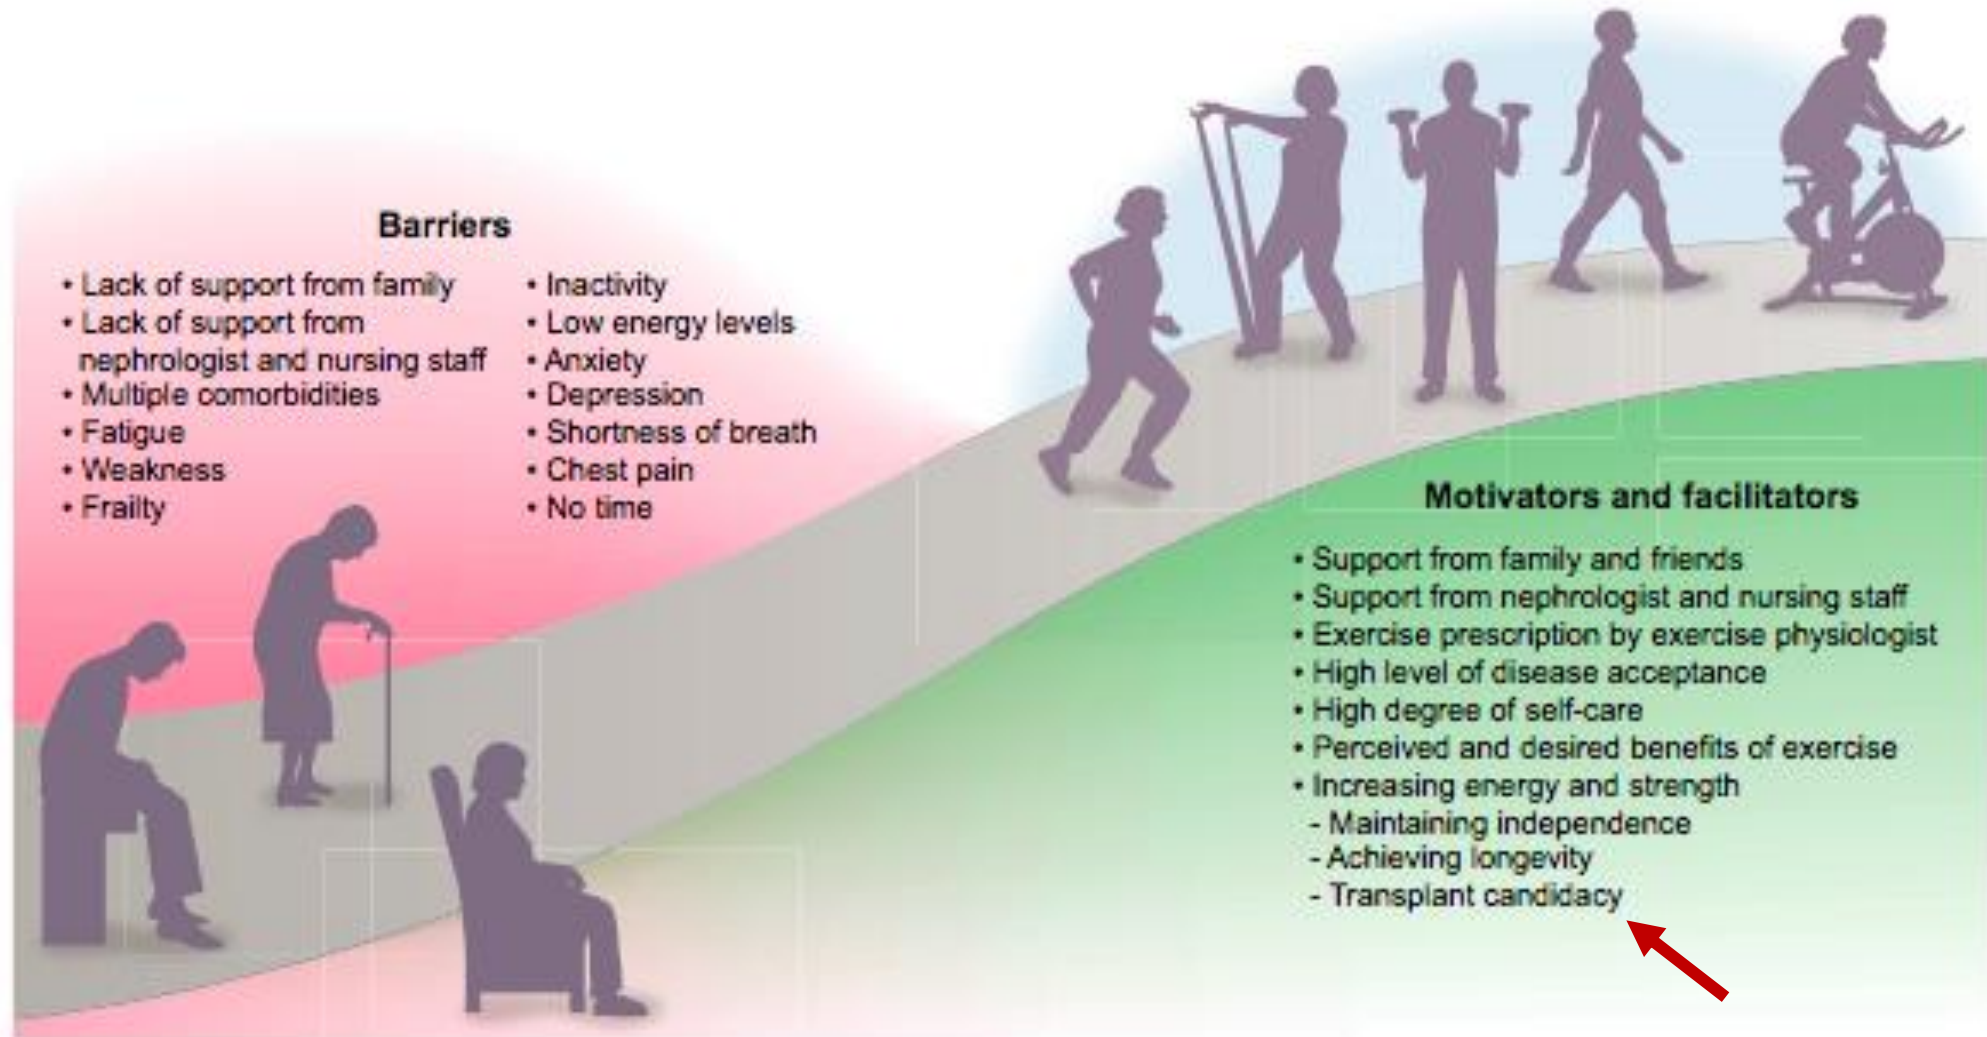 Barriers
• Lack of support from family
• Lack of support from
nephrologist and nursing staff
• Multiple comorbidities
• Fatigue
• Weakness
• Frailty
• Inactivity
• Low energy levels
• Anxiety
• Depression
• Shortness of breath
• Chest pain
• No time
Motivators and facilitators
• Support from family and friends
• Support from nephrologist and nursing staff
• Exercise prescription by exercise physiologist
• High level of disease acceptance
• High degree of self-care
• Perceived and desired benefits of exercise
• Increasing energy and strength
- Maintaining independence
- Achieving longevity
- Transplant candidacy